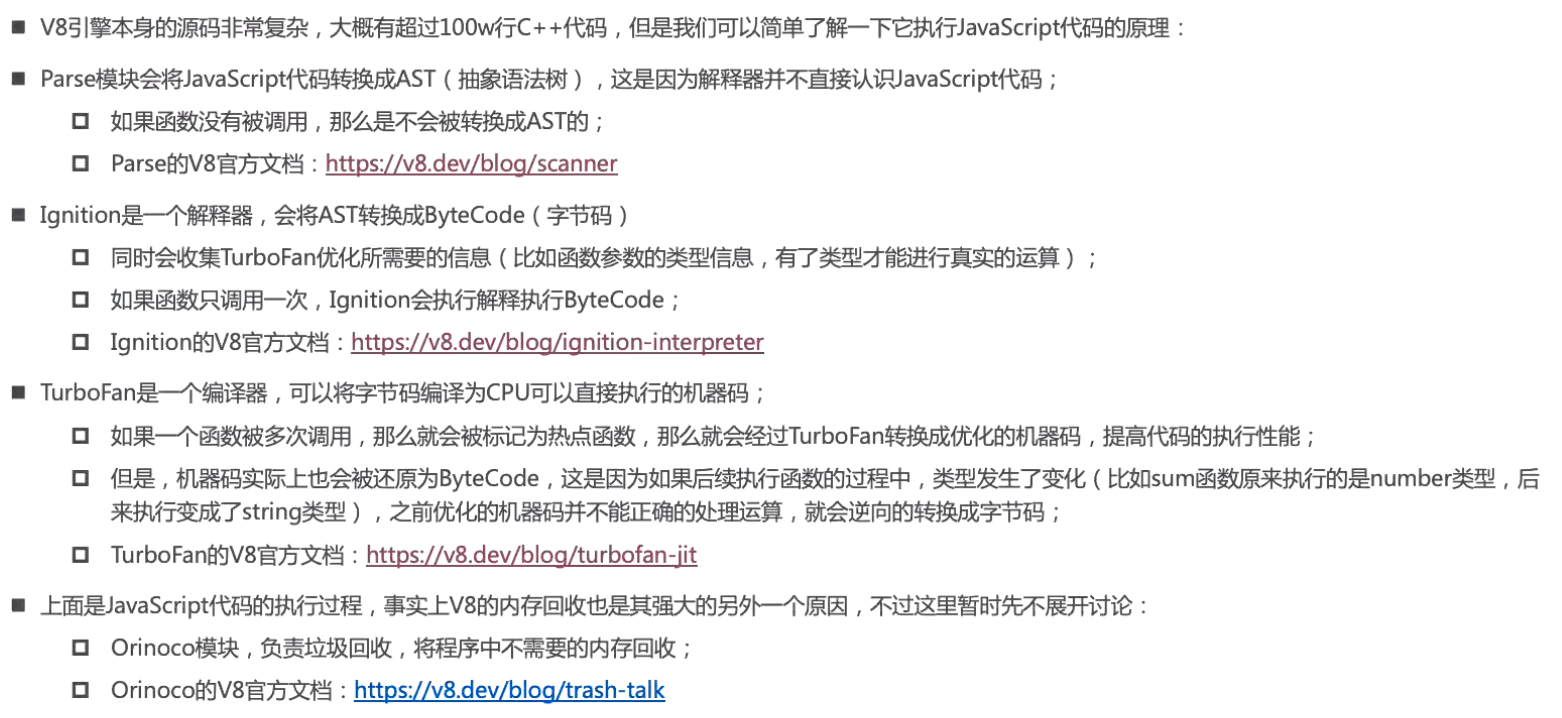 V8引擎本身的源码非常复杂，大概有超过100w行C++代码，但是我们可以简单了解一下它执行JavaScript代码的原理：
Parse模块会将JavaScript代码转换成AST（抽象语法树），这是因为解释器并不直接认识JavaScript代码；
如果函数没有被调用，那么是不会被转换成AST的；
Parse的V8官方文档：https://v8.dev/blog/scanner
Ignition是一个解释器，会将AST转换成ByteCode（字节码）
同时会收集TurboFan优化所需要的信息（比如函数参数的类型信息，有了类型才能进行真实的运算）；
如果函数只调用一次，Ignition会执行解释执行ByteCode；
Ignition的V8官方文档：https://v8.dev/blog/ignition-interpreter
TurboFan是一个编译器，可以将字节码编译为CPU可以直接执行的机器码；
如果一个函数被多次调用，那么就会被标记为热点函数，那么就会经过TurboFan转换成优化的机器码，提高代码的执行性能；
但是，机器码实际上也会被还原为ByteCode，这是因为如果后续执行函数的过程中，类型发生了变化（比如sum函数原来执行的是number类型，后
来执行变成了string类型），之前优化的机器码并不能正确的处理运算，就会逆向的转换成字节码；
TurboFan的V8官方文档：https://v8.dev/blog/turbofan-jit
上面是JavaScript代码的执行过程，事实上V8的内存回收也是其强大的另外一个原因，不过这里暂时先不展开讨论：
Orinoco模块，负责垃圾回收，将程序中不需要的内存回收；
Orinoco的V8官方文档：https://v8.dev/blog/trash-talk